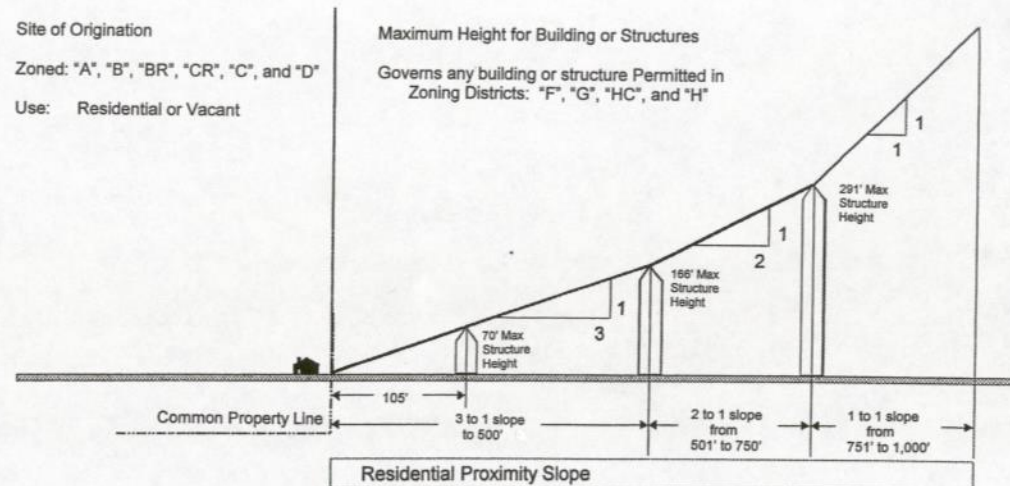 Site of Origination
Zoned: "A", "B", "BR", "CR", "C", and "D"
Use: Residential or Vacant
Maximum Height for Building or Structures
Governs any building or structure Permitted in
Zoning Districts: "F", "G", "HC", and "H"
1
1
291' Max
Structure
Height
1
2
166' Max
Structure
Height
1
3
70' Max
Structure
Height
105'
Common Property Line
3 to 1 slope
to 500'
2 to 1 slope
from
501' to 750'
1 to 1 slope
from
751' to 1,000'
Residential Proximity Slope